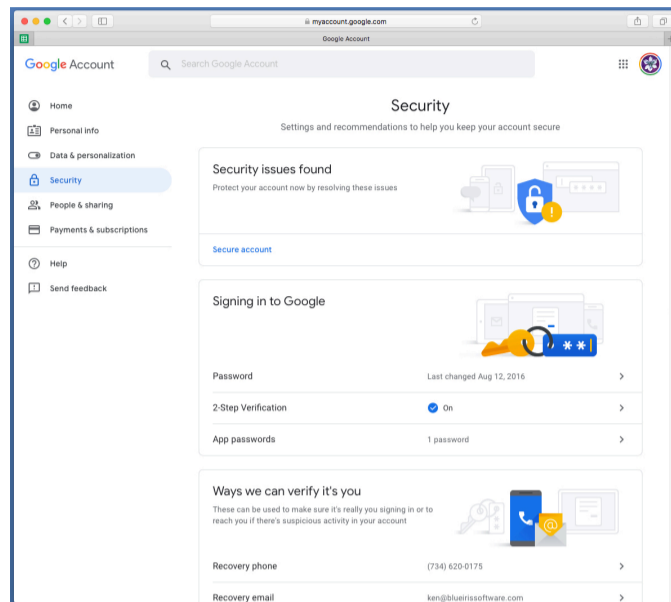 myaccount.google.com
Google Account
Google Account
Search Google Account
Home
Personal info
Data & personalization
Security
People & sharing
Payments & subscriptions
Help
Send feedback
Security
Settings and recommendations to help you keep your account secure
Security issues found
Protect your account now by resolving these issues
Secure account
Signing in to Google
**
Password Last changed Aug 12, 2016
2-Step Verification On
App passwords 1 password
Ways we can verify it's you
These can be used to make sure it's really you signing in or to
reach you if there's suspicious activity in your account
@
Recovery phone (734) 620-0175
Recovery email ken@blueirissoftware.com